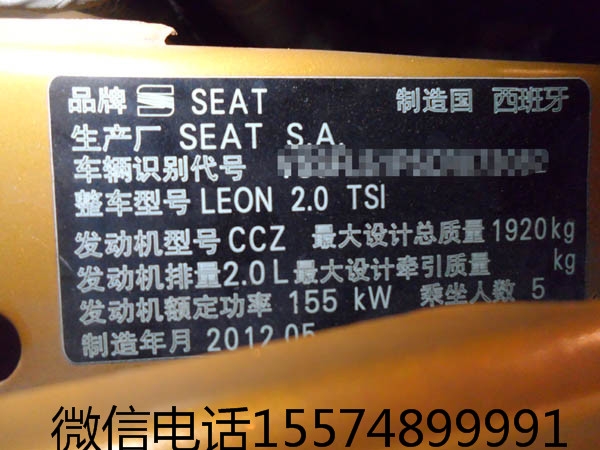 品牌 SEAT 制造国 西班牙
生产厂 SEAT S.A.
车辆识别代号
整车型号 LEON 2.0 TSI
发动机型号 CCZ 最大设计总质量 1920kg
发动机排量 2.0L 最大设计牵引质量 kg
发动机额定功率 155 kW 乘坐人数 5
制造年月 2012.05
微信电话15574899991